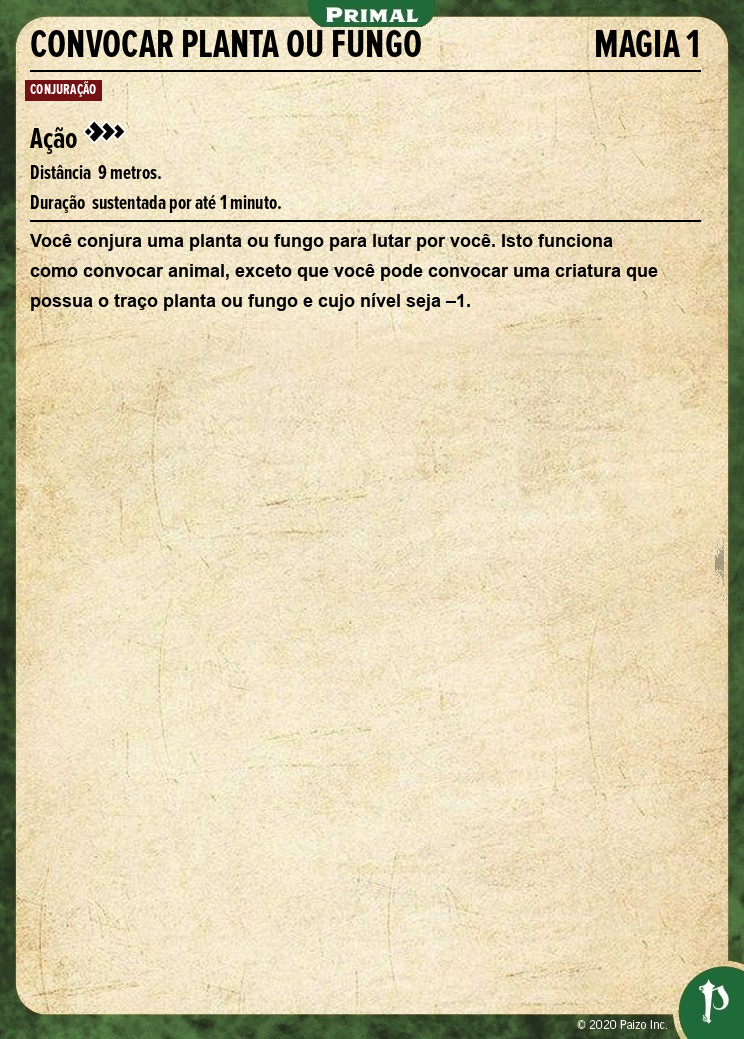 PRIMAL
CONVOCAR PLANTA OU FUNGO MAGIA 1
CONJURAÇÃO
Ação
Distância 9 metros.
Duração sustentada por até 1 minuto.
Você conjura uma planta ou fungo para lutar por você. Isto funciona
como convocar animal, exceto que você pode convocar uma criatura que
possua o traço planta ou fungo e cujo nível seja –1.
© 2020 Paizo Inc.